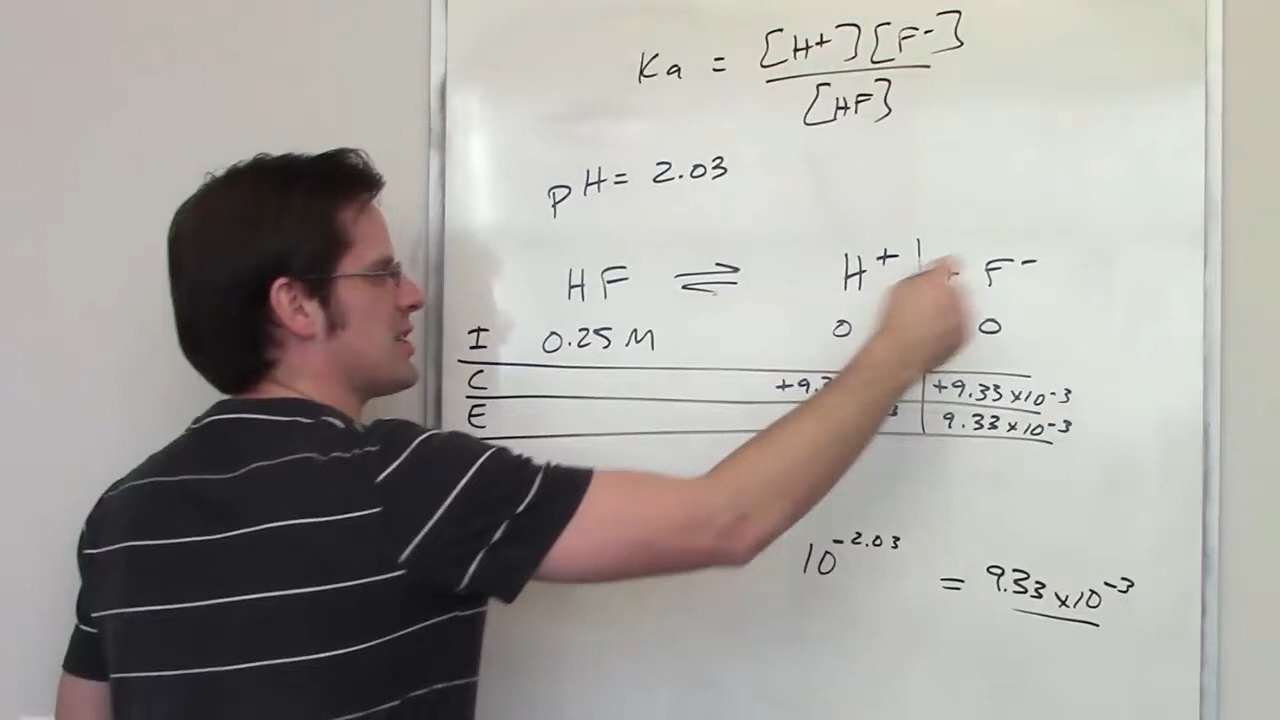 Ka = [H+][F-]
[HF]
pH = 2.03
HF ⇌ H+ F-
I 0.25 M 0 0
C +9.3 +9.33 x 10-3
E 3 9.33 x 10-3
10-2.03 = 9.33 x 10-3